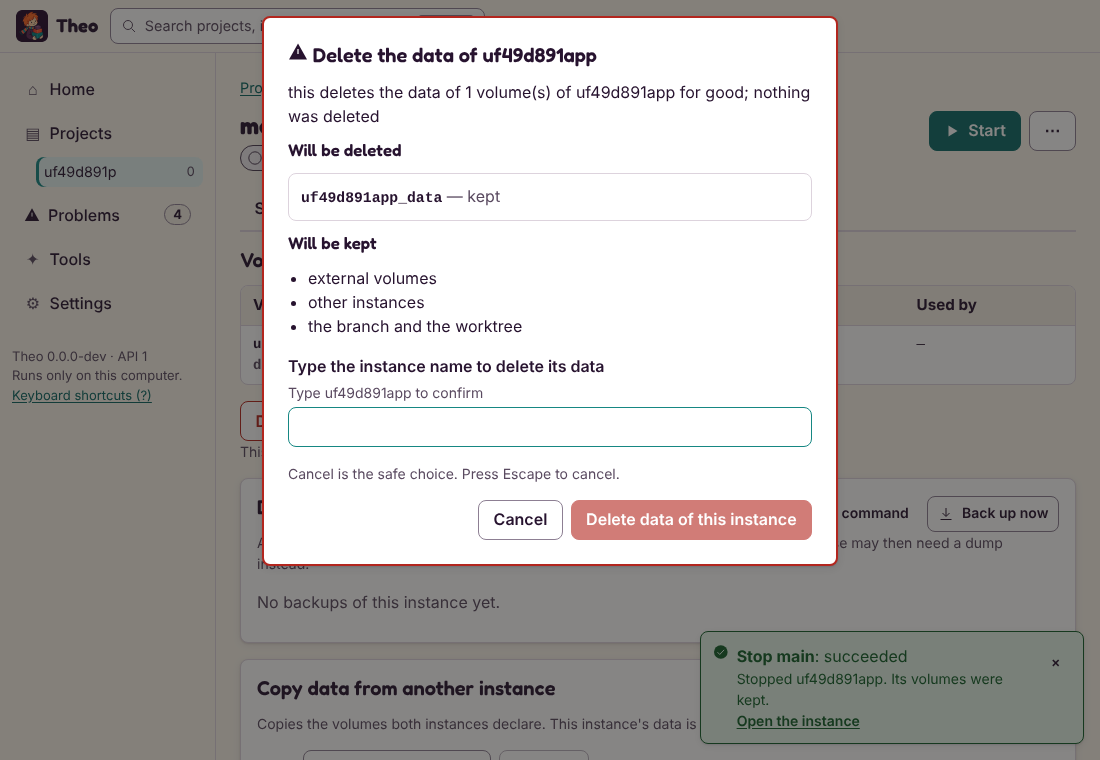 Theo
Search projects, i
Delete the data of uf49d891app
this deletes the data of 1 volume(s) of uf49d891app for good; nothing
was deleted
Will be deleted
uf49d891app_data — kept
Will be kept
external volumes
other instances
the branch and the worktree
Type the instance name to delete its data
Type uf49d891app to confirm
Cancel is the safe choice. Press Escape to cancel.
Cancel
Delete data of this instance
Home
Projects
uf49d891p 0
Problems 4
Tools
Settings
Theo 0.0.0-dev · API 1
Runs only on this computer.
Keyboard shortcuts (?)
Start
Used by
–
command
Back up now
e may then need a dump
instead.
No backups of this instance yet.
Copy data from another instance
Copies the volumes both instances declare. This instance's data is
Stop main: succeeded
Stopped uf49d891app. Its volumes were
kept.
Open the instance